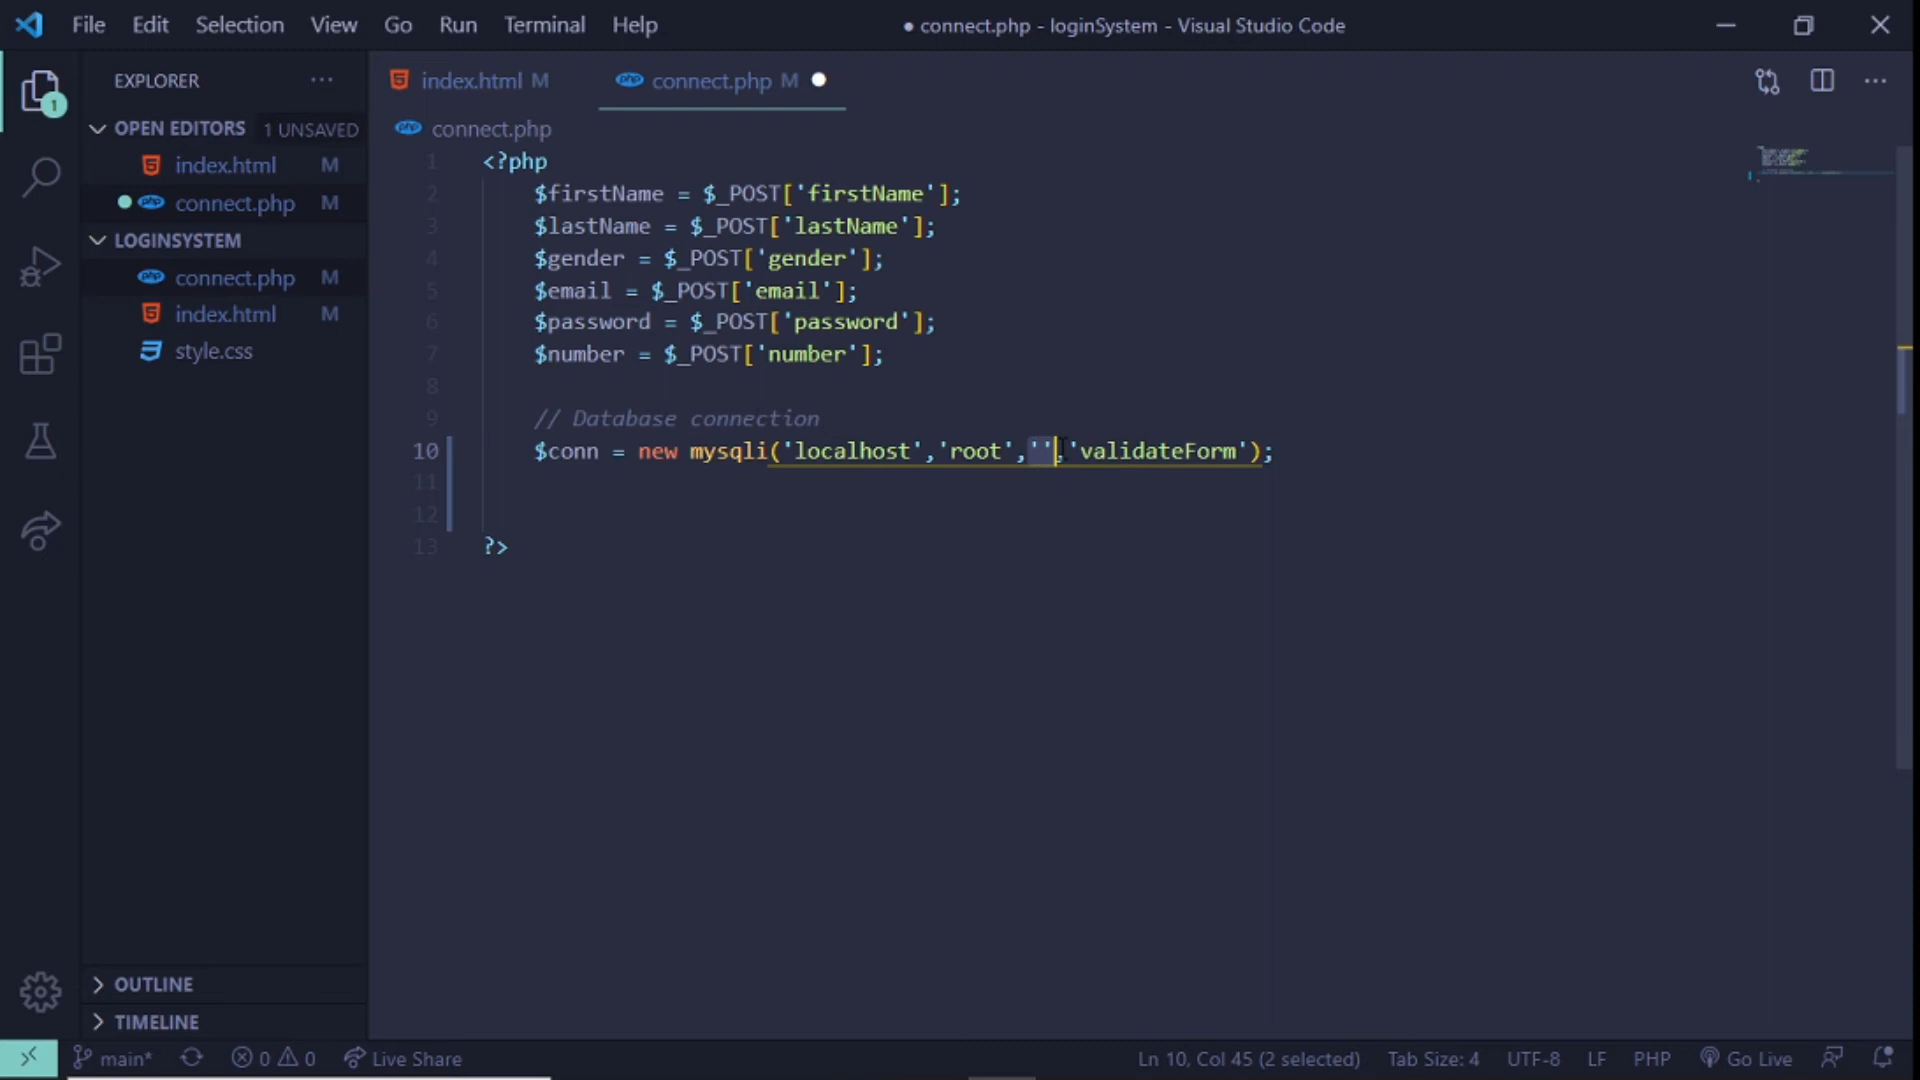 File Edit Selection View Go Run Terminal Help
● connect.php - loginSystem - Visual Studio Code
EXPLORER ···
index.html M
connect.php M
1
OPEN EDITORS 1 UNSAVED
index.html M
connect.php M
LOGINSYSTEM
connect.php M
index.html M
style.css
connect.php
1 <?php
2 $firstName = $_POST['firstName'];
3 $lastName = $_POST['lastName'];
4 $gender = $_POST['gender'];
5 $email = $_POST['email'];
6 $password = $_POST['password'];
7 $number = $_POST['number'];
8
9 // Database connection
10 $conn = new mysqli('localhost','root','','validateForm');
11
12
13 ?>
OUTLINE
TIMELINE
main* 0 0 Live Share Ln 10, Col 45 (2 selected) Tab Size: 4 UTF-8 LF PHP Go Live